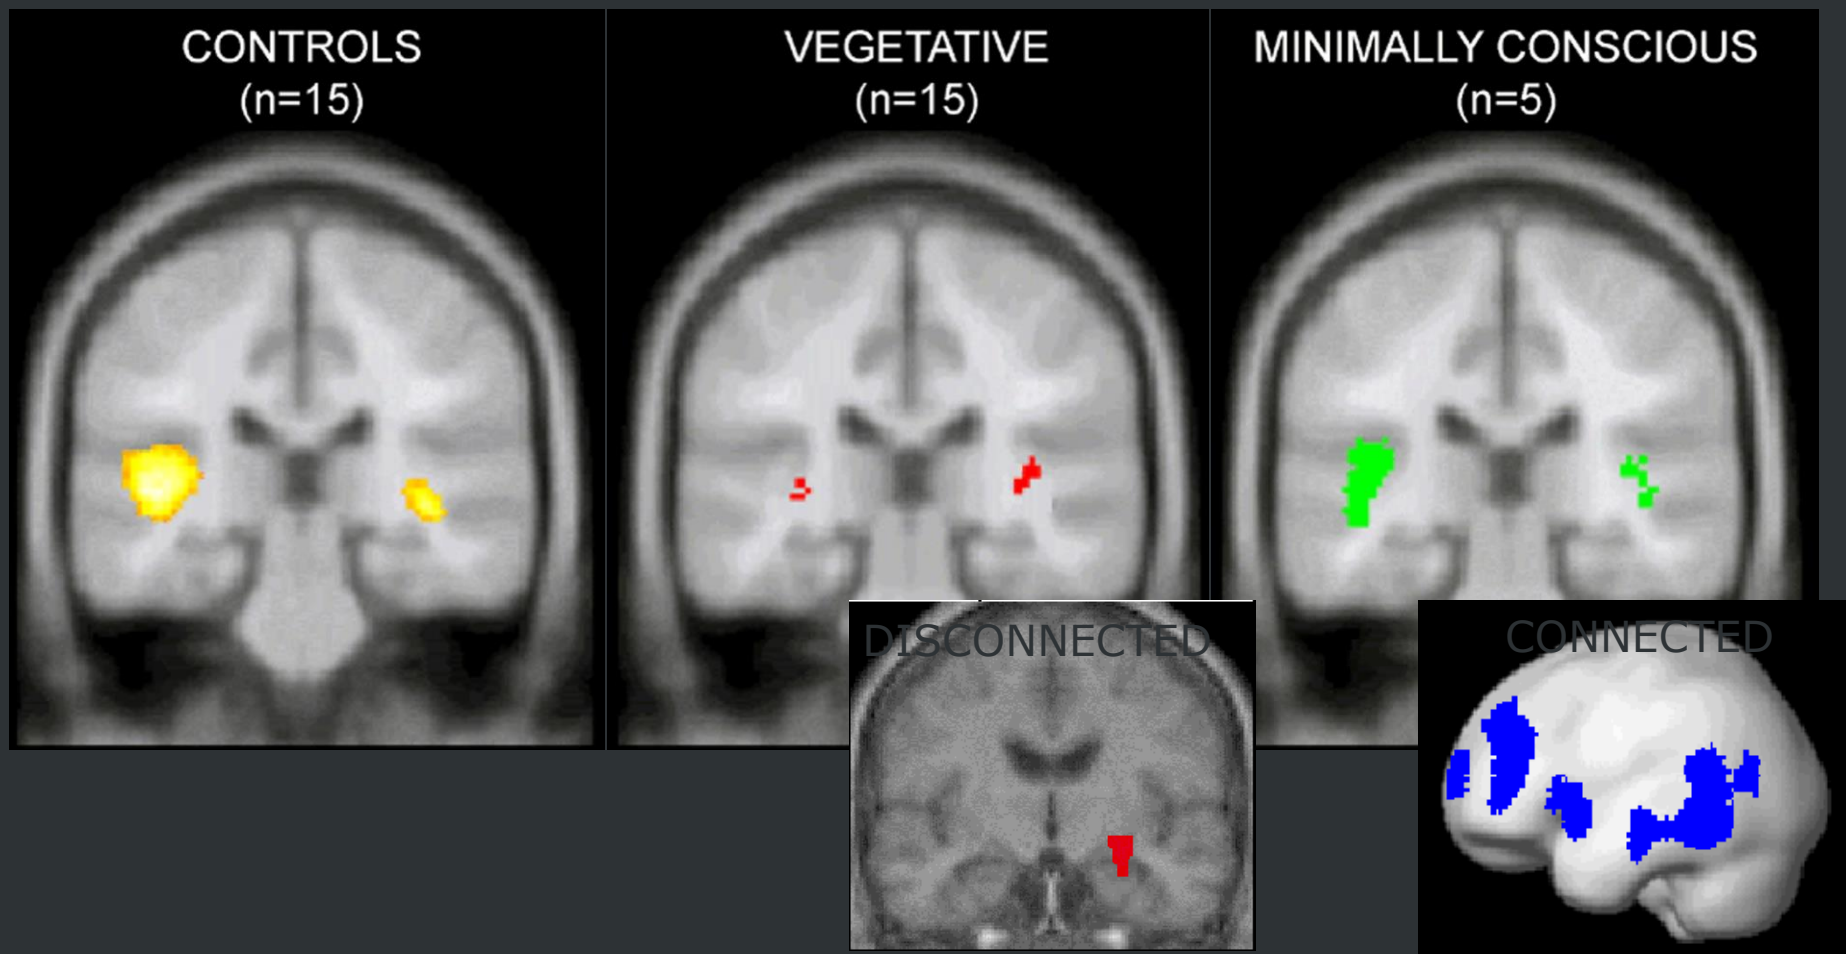 CONTROLS
(n=15)
VEGETATIVE
(n=15)
MINIMALLY CONSCIOUS
(n=5)
DISCONNECTED
CONNECTED